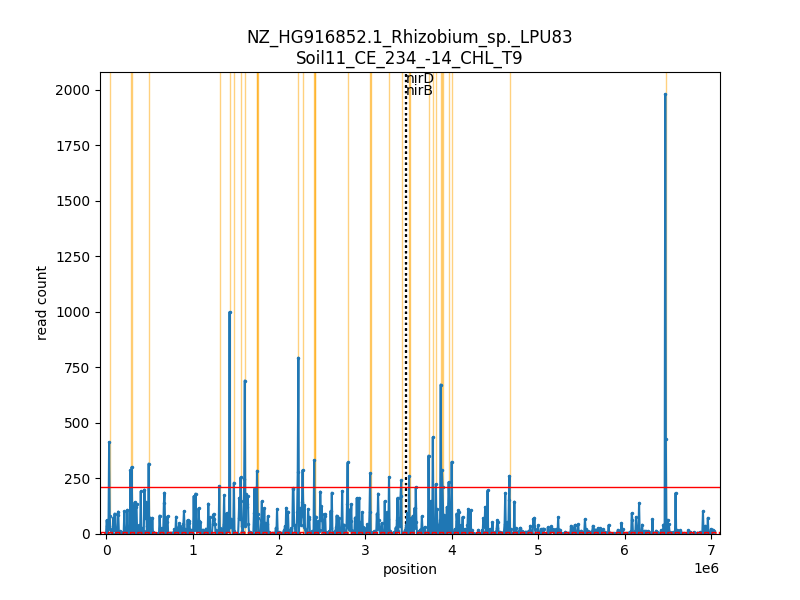 NZ_HG916852.1_Rhizobium_sp._LPU83
Soil11_CE_234_-14_CHL_T9
nirD
nirB
2000
1750
1500
1250
1000
750
500
250
0
read count
0 1 2 3 4 5 6 7
1e6
position